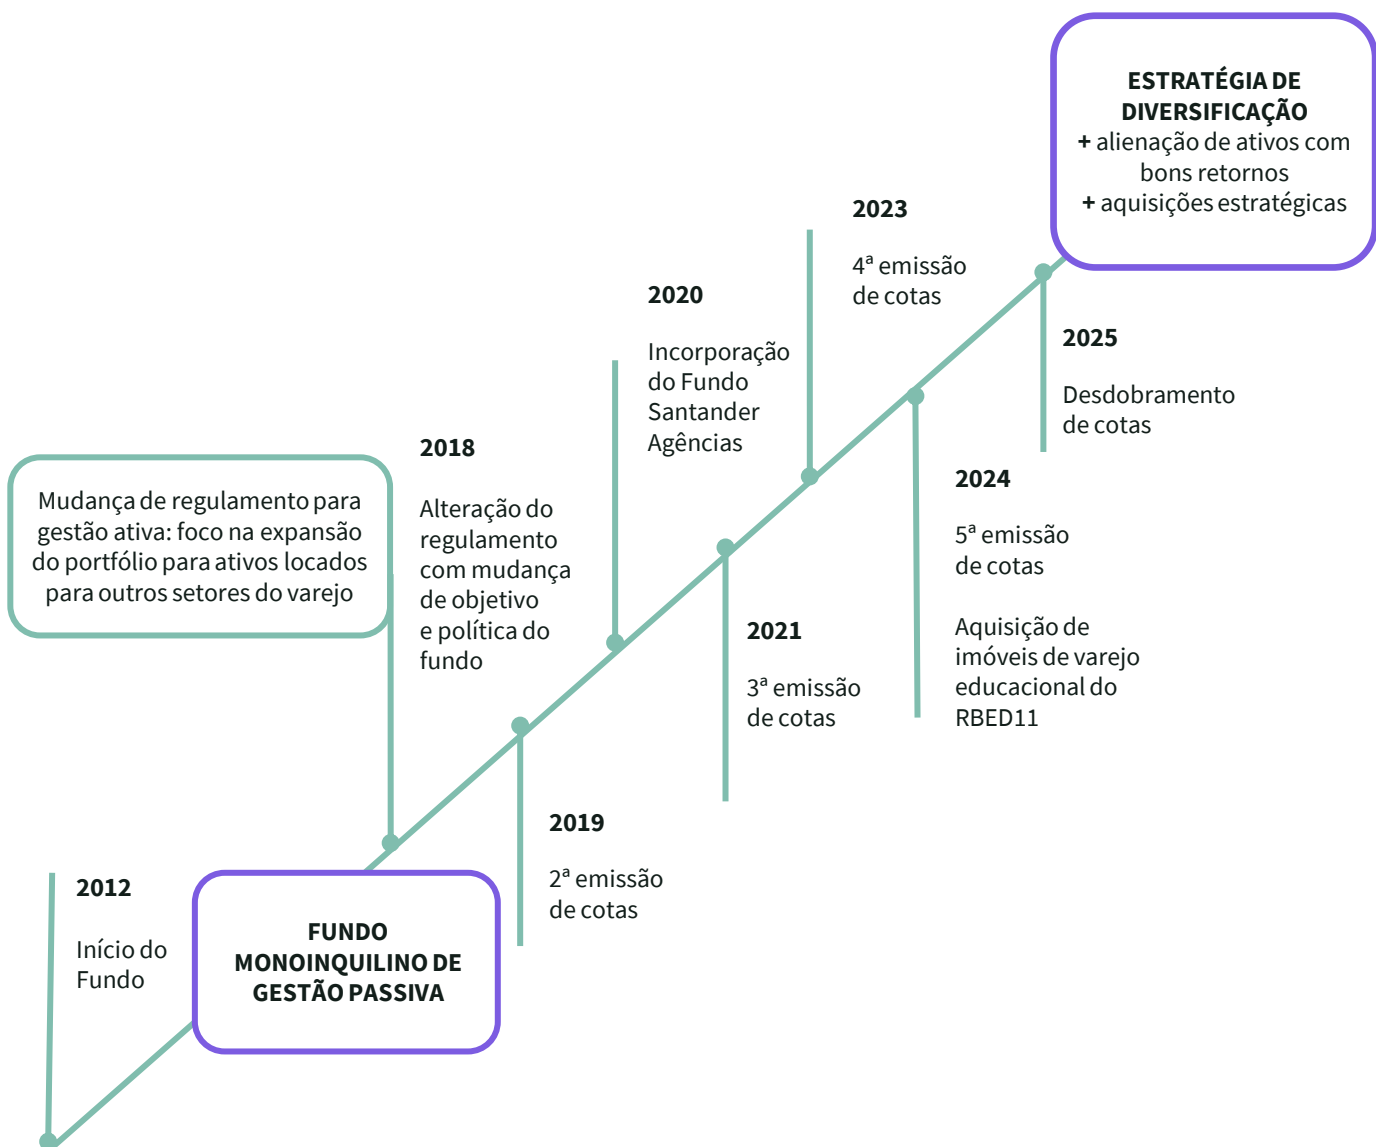 ESTRATÉGIA DE
DIVERSIFICAÇÃO
+ alienação de ativos com
bons retornos
+ aquisições estratégicas
2023
4ª emissão
de cotas
2020
Incorporação
do Fundo
Santander
Agências
2025
Desdobramento
de cotas
2018
Alteração do
regulamento
com mudança
de objetivo
e política do
fundo
Mudança de regulamento para
gestão ativa: foco na expansão
do portfólio para ativos locados
para outros setores do varejo
2024
5ª emissão
de cotas
Aquisição de
imóveis de varejo
educacional do
RBED11
2021
3ª emissão
de cotas
2019
2ª emissão
de cotas
2012
Início do
Fundo
FUNDO
MONOINQUILINO DE
GESTÃO PASSIVA